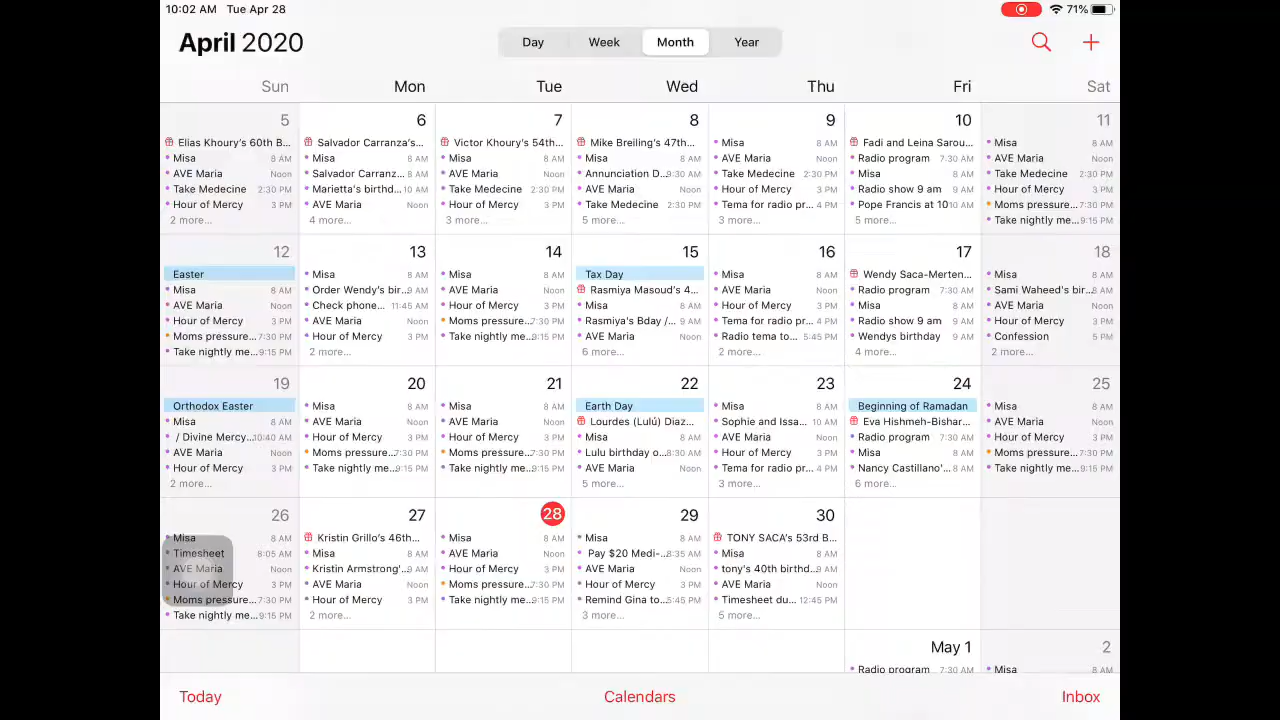 10:02 AM Tue Apr 28 71%
April 2020 Day Week Month Year
Sun Mon Tue Wed Thu Fri Sat
5
Elias Khoury's 60th B...
Misa 8 AM
AVE Maria Noon
Take Medecine 2:30 PM
Hour of Mercy 3 PM
2 more...
6
Salvador Carranza's...
Misa 8 AM
Salvador Carranz... 8 AM
Marietta's birthd... 10 AM
AVE Maria Noon
4 more...
7
Victor Khoury's 54th...
Misa 8 AM
AVE Maria Noon
Take Medecine 2:30 PM
Hour of Mercy 3 PM
3 more...
8
Mike Breiling's 47th...
Misa 8 AM
Annunciation D...9:30 AM
AVE Maria Noon
Take Medecine 2:30 PM
5 more...
9
Misa 8 AM
AVE Maria Noon
Take Medecine 2:30 PM
Hour of Mercy 3 PM
Tema for radio pr... 4 PM
3 more...
10
Fadi and Leina Sarou...
Radio program 7:30 AM
Misa 8 AM
Radio show 9 am 9 AM
Pope Francis at 10 10 AM
5 more...
11
Misa 8 AM
AVE Maria Noon
Take Medecine 2:30 PM
Hour of Mercy 3 PM
Moms pressure...7:30 PM
Take nightly me...9:15 PM
12
Easter
Misa 8 AM
AVE Maria Noon
Hour of Mercy 3 PM
Moms pressure...7:30 PM
Take nightly me...9:15 PM
13
Misa 8 AM
Order Wendy's bir...9 AM
Check phone... 11:45 AM
AVE Maria Noon
Hour of Mercy 3 PM
2 more...
14
Misa 8 AM
AVE Maria Noon
Hour of Mercy 3 PM
Moms pressure...7:30 PM
Take nightly me...9:15 PM
15
Tax Day
Rasmiya Masoud's 4...
Misa 8 AM
Rasmiya's Bday /... 9 AM
AVE Maria Noon
6 more...
16
Misa 8 AM
AVE Maria Noon
Hour of Mercy 3 PM
Tema for radio pr... 4 PM
Radio tema to... 5:45 PM
2 more...
17
Wendy Saca-Merten...
Radio program 7:30 AM
Misa 8 AM
Radio show 9 am 9 AM
Wendys birthday 9 AM
4 more...
18
Misa 8 AM
Sami Waheed's bir...8 AM
AVE Maria Noon
Hour of Mercy 3 PM
Confession 5 PM
2 more...
19
Orthodox Easter
Misa 8 AM
/ Divine Mercy...10:40 AM
AVE Maria Noon
Hour of Mercy 3 PM
2 more...
20
Misa 8 AM
AVE Maria Noon
Hour of Mercy 3 PM
Moms pressure...7:30 PM
Take nightly me...9:15 PM
21
Misa 8 AM
AVE Maria Noon
Hour of Mercy 3 PM
Moms pressure...7:30 PM
Take nightly me...9:15 PM
22
Earth Day
Lourdes (Lulú) Diaz...
Misa 8 AM
Lulu birthday o...8:30 AM
AVE Maria Noon
5 more...
23
Misa 8 AM
Sophie and Issa... 10 AM
AVE Maria Noon
Hour of Mercy 3 PM
Tema for radio pr... 4 PM
3 more...
24
Beginning of Ramadan
Eva Hishmeh-Bishar...
Radio program 7:30 AM
Misa 8 AM
Nancy Castillano'... 8 AM
6 more...
25
Misa 8 AM
AVE Maria Noon
Hour of Mercy 3 PM
Moms pressure...7:30 PM
Take nightly me...9:15 PM
26
Misa 8 AM
Timesheet 8:05 AM
AVE Maria Noon
Hour of Mercy 3 PM
Moms pressure...7:30 PM
Take nightly me...9:15 PM
27
Kristin Grillo's 46th...
Misa 8 AM
Kristin Armstrong'...9 AM
AVE Maria Noon
Hour of Mercy 3 PM
2 more...
28
Misa 8 AM
AVE Maria Noon
Hour of Mercy 3 PM
Moms pressure...7:30 PM
Take nightly me...9:15 PM
29
Misa 8 AM
Pay $20 Medi-...8:35 AM
AVE Maria Noon
Hour of Mercy 3 PM
Remind Gina to...5:45 PM
3 more...
30
TONY SACA's 53rd B...
Misa 8 AM
tony's 40th birthd...9 AM
AVE Maria Noon
Timesheet du... 12:45 PM
5 more...
May 1
Radio program 7:30 AM
2
Misa 8 AM
Today Calendars Inbox